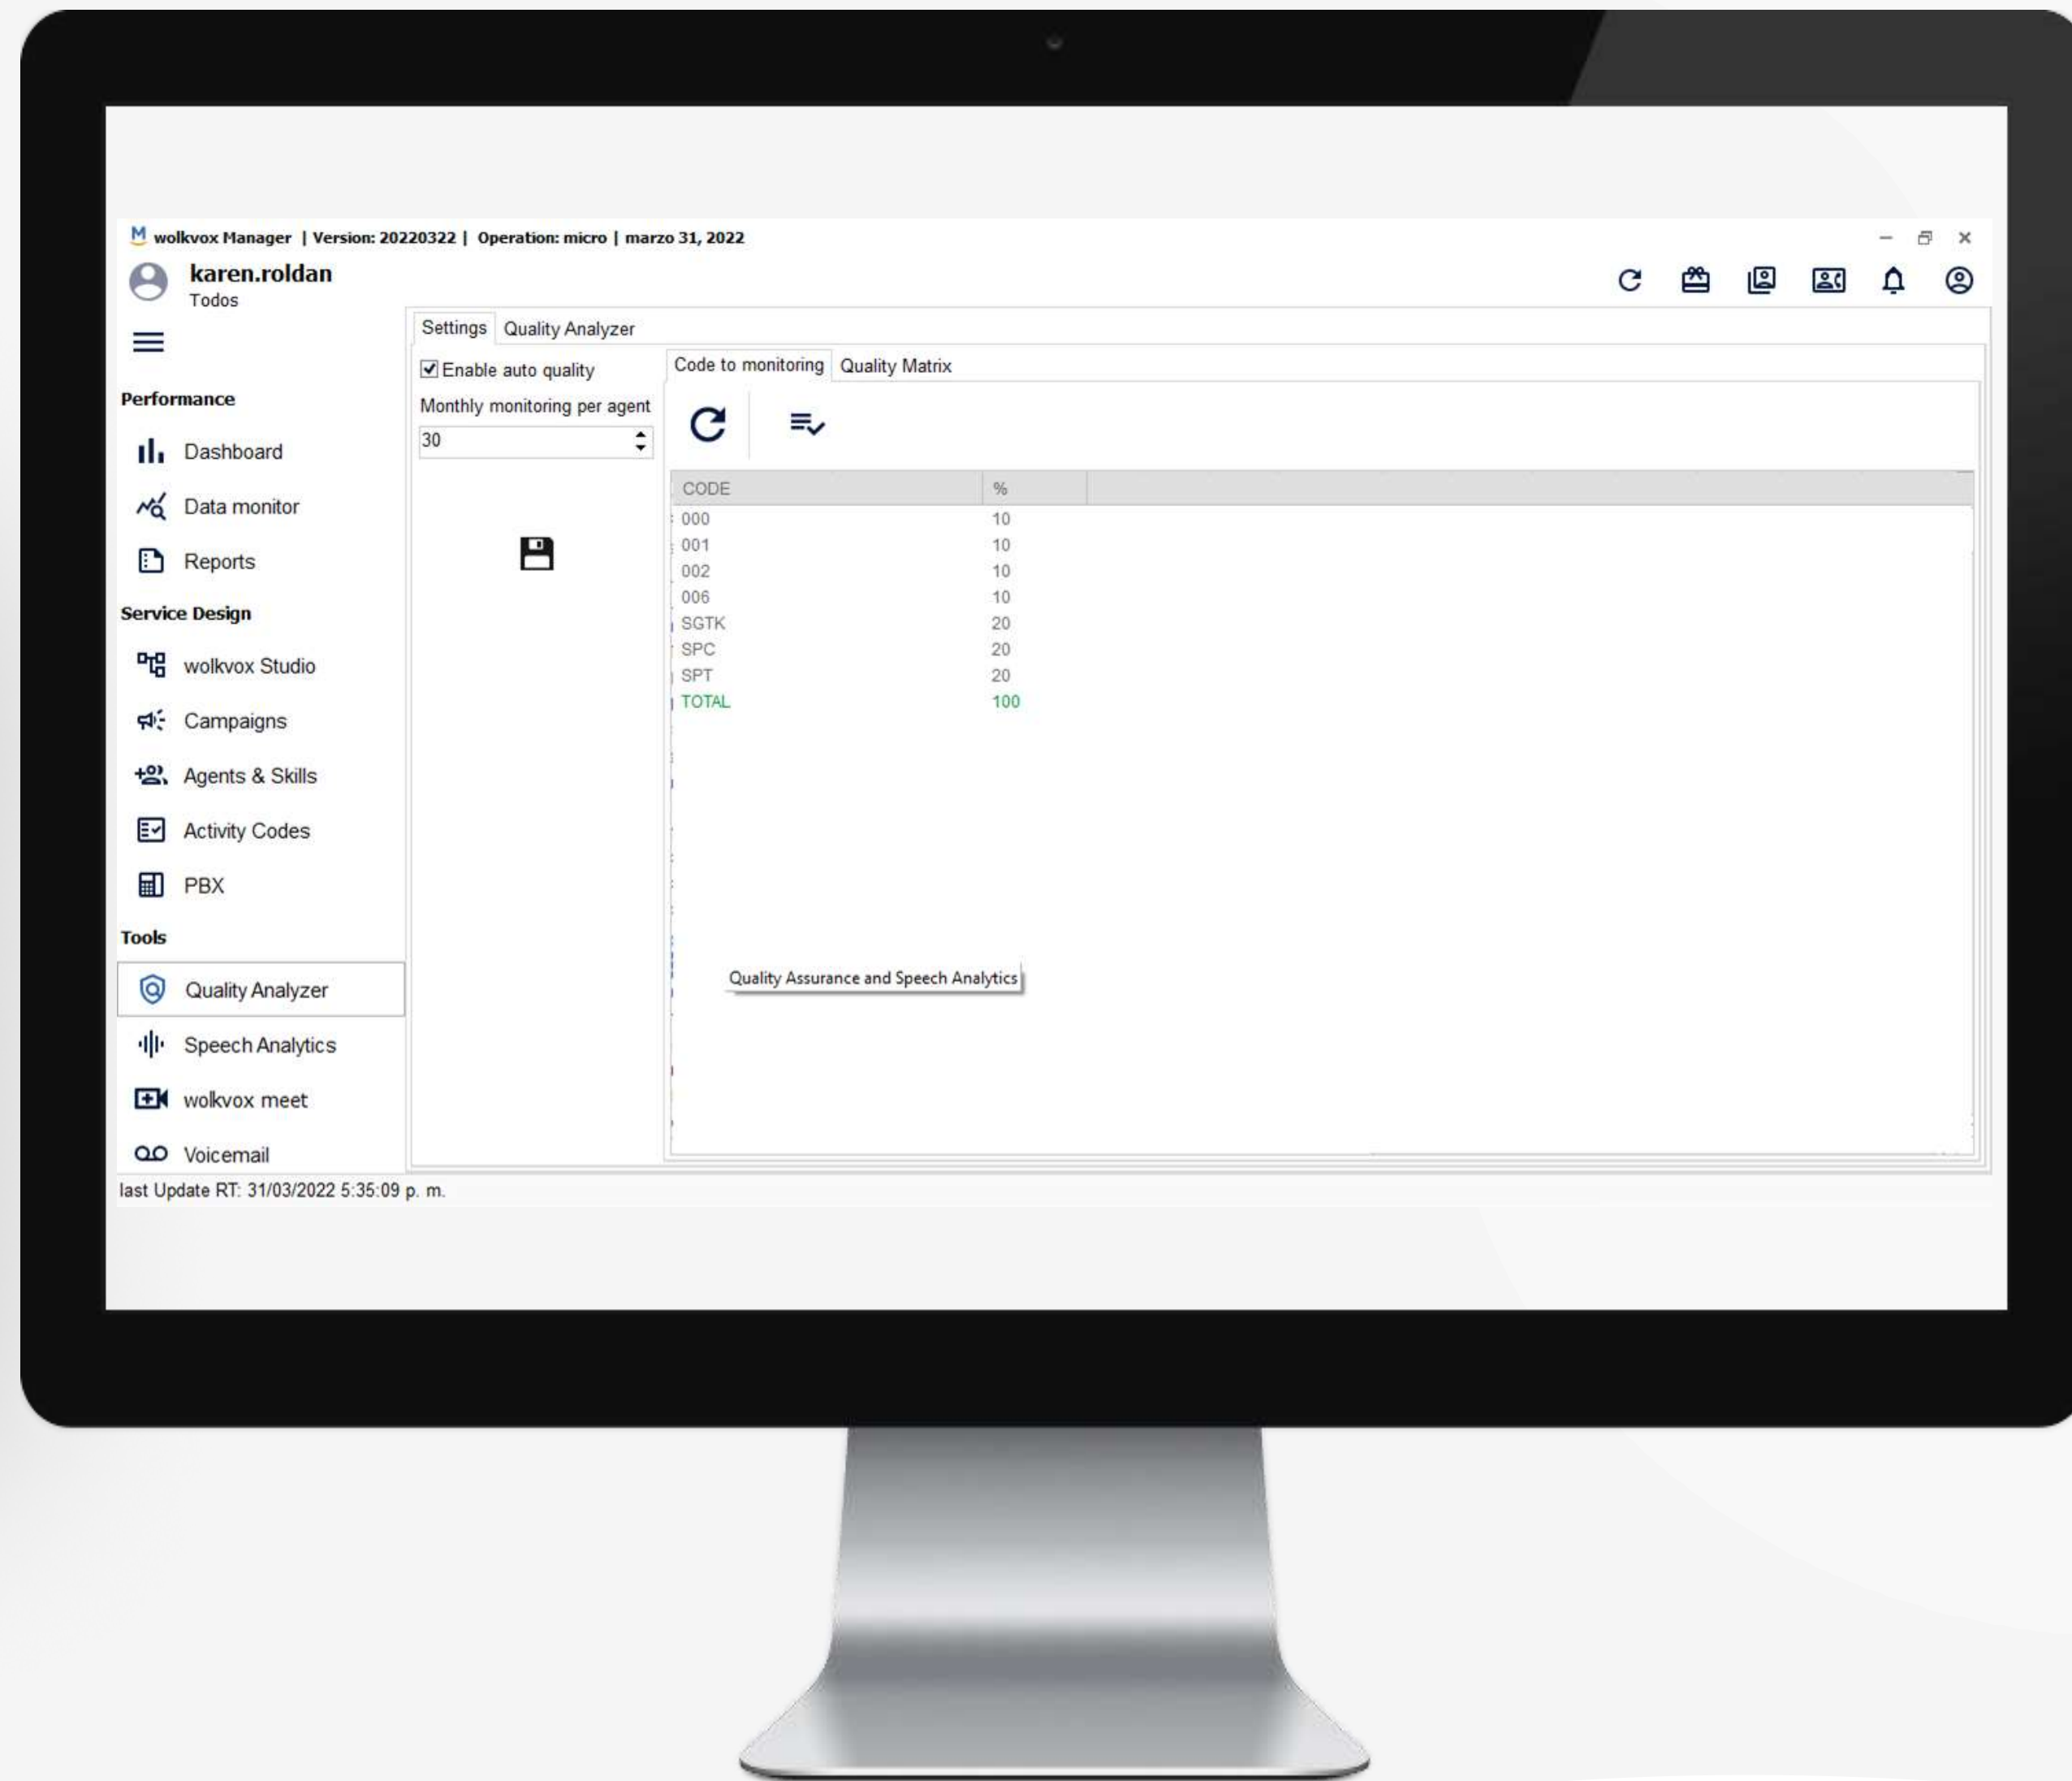 wolkvox Manager | Version: 20220322 | Operation: micro | marzo 31, 2022
karen.roldan
Todos
Performance
Dashboard
Data monitor
Reports
Service Design
wolkvox Studio
Campaigns
Agents & Skills
Activity Codes
PBX
Tools
Quality Analyzer
Speech Analytics
wolkvox meet
Voicemail
Settings Quality Analyzer
Enable auto quality
Monthly monitoring per agent
30
Code to monitoring Quality Matrix
CODE %
000 10
001 10
002 10
006 10
SGTK 20
SPC 20
SPT 20
TOTAL 100
Quality Assurance and Speech Analytics
last Update RT: 31/03/2022 5:35:09 p. m.